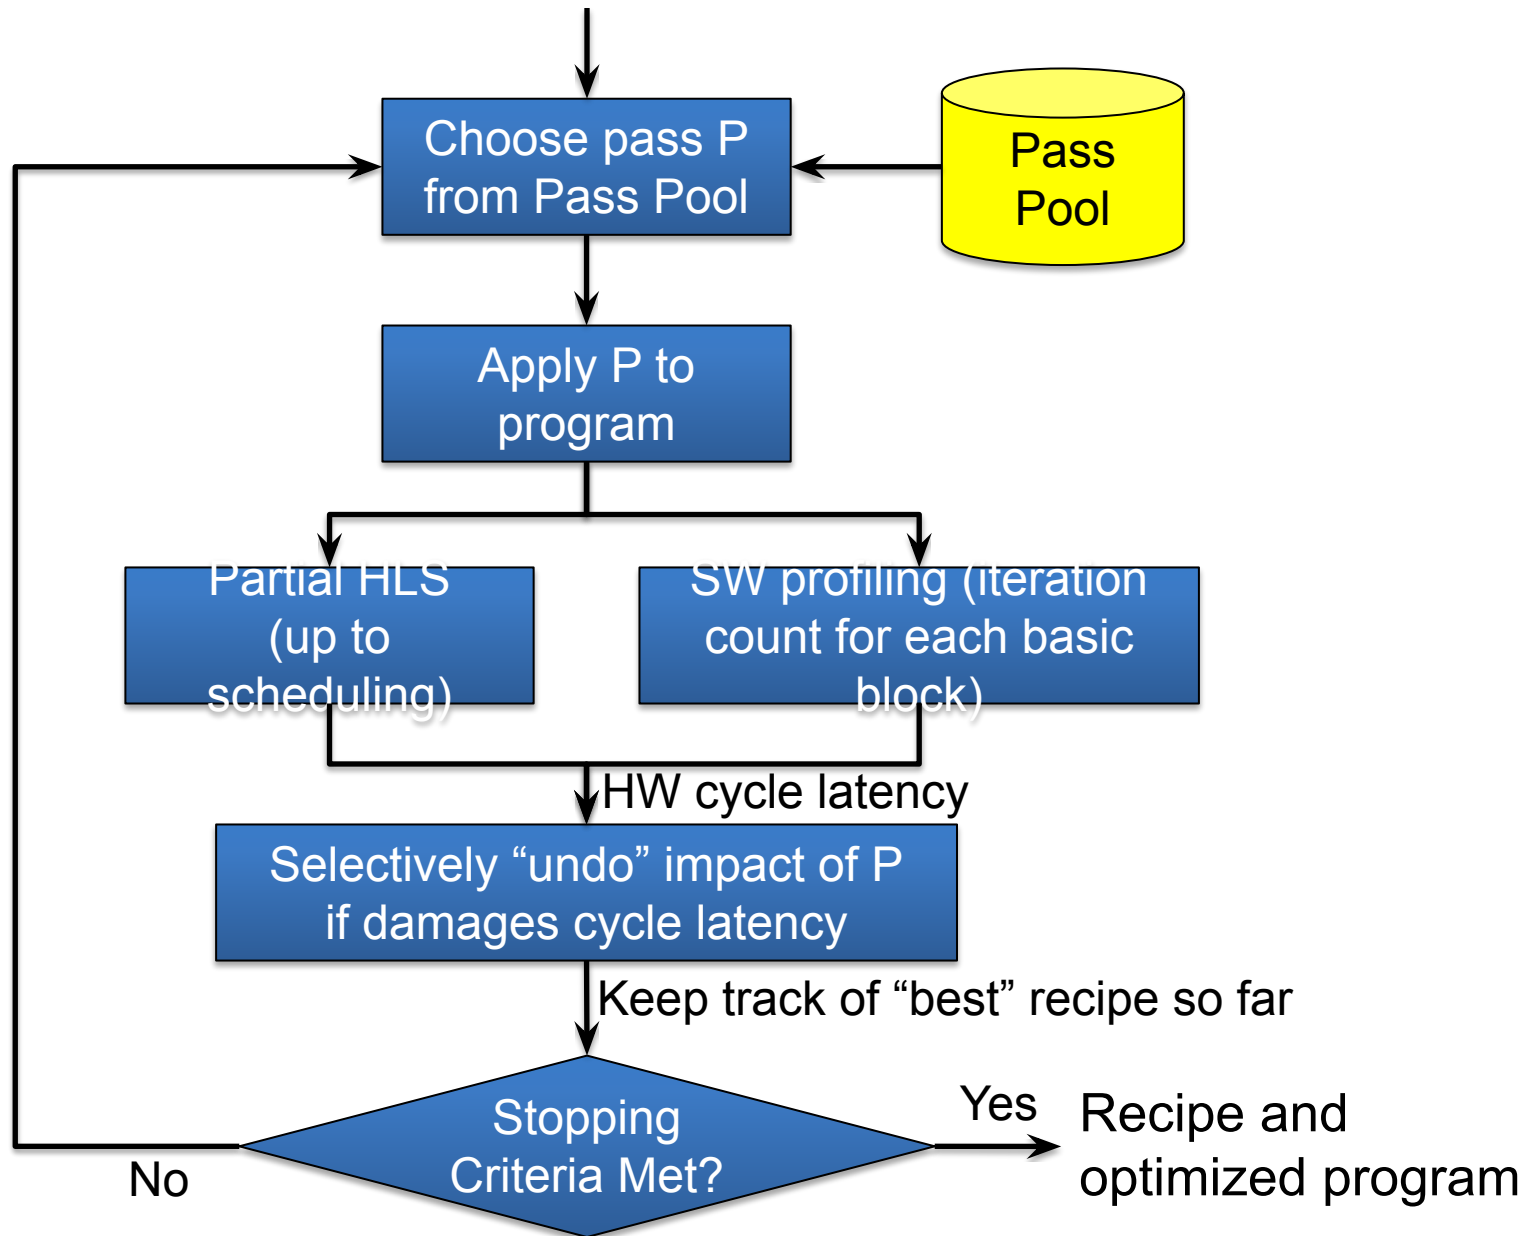 Choose pass P
from Pass Pool
Pass
Pool
Apply P to
program
Partial HLS
(up to
scheduling)
SW profiling (iteration
count for each basic
block)
HW cycle latency
Selectively “undo” impact of P
if damages cycle latency
Keep track of “best” recipe so far
Stopping
Criteria Met?
Yes
Recipe and
optimized program
No